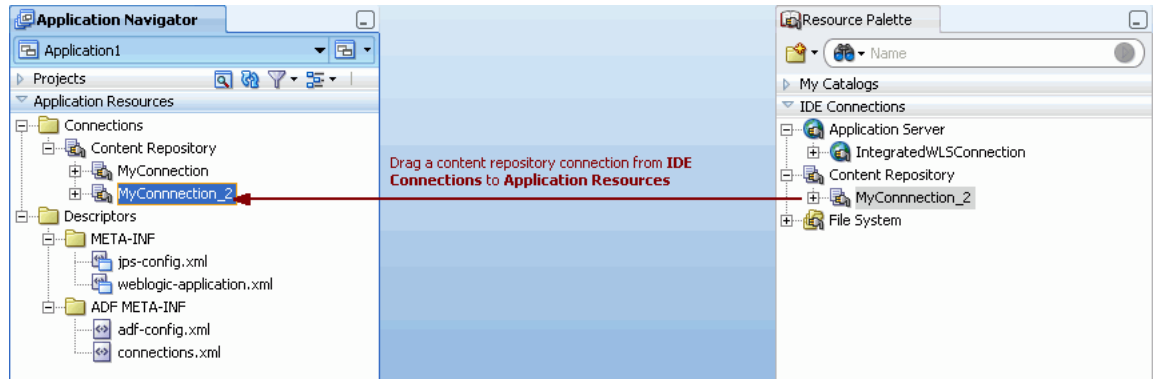 Application Navigator
Application1
Projects
Application Resources
Connections
Content Repository
MyConnection
MyConnnection_2
Descriptors
META-INF
jps-config.xml
weblogic-application.xml
ADF META-INF
adf-config.xml
connections.xml
Drag a content repository connection from IDE
Connections to Application Resources
Resource Palette
Name
My Catalogs
IDE Connections
Application Server
IntegratedWLSConnection
Content Repository
MyConnnection_2
File System